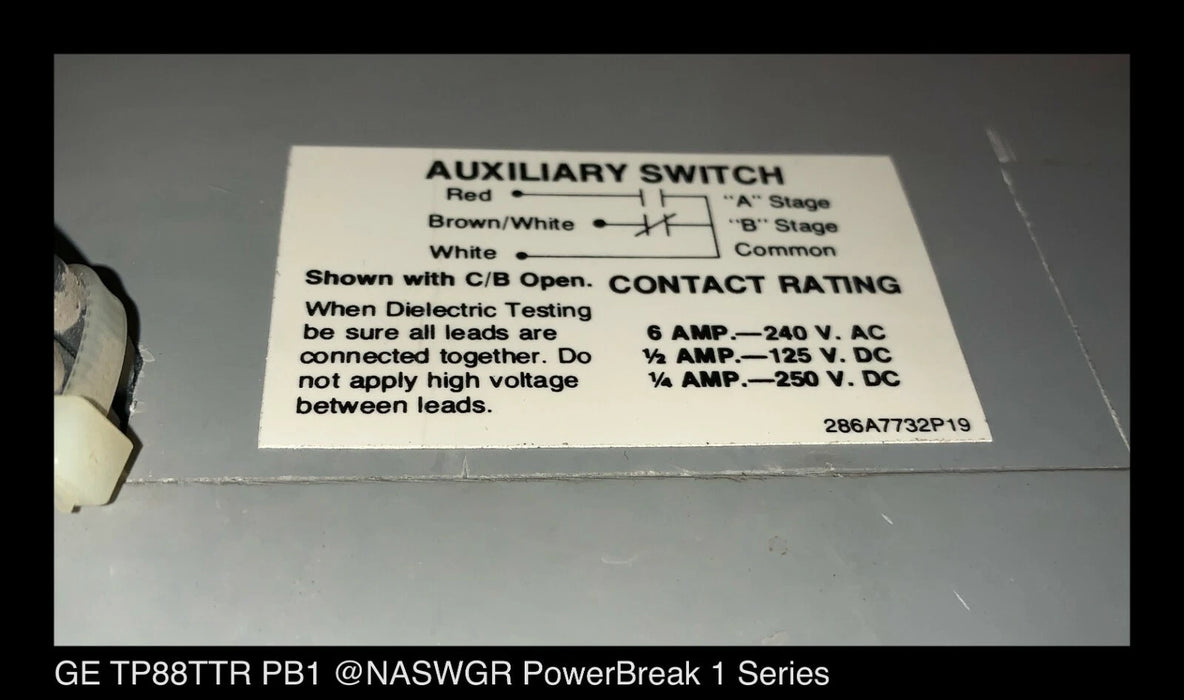 AUXILIARY SWITCH
Red "A" Stage
Brown/White "B" Stage
White Common
Shown with C/B Open.
When Dielectric Testing
be sure all leads are
connected together. Do
not apply high voltage
between leads.
CONTACT RATING
6 AMP.—240 V. AC
½ AMP.—125 V. DC
¼ AMP.—250 V. DC
286A7732P19
GE TP88TTR PB1 @NASWGR PowerBreak 1 Series